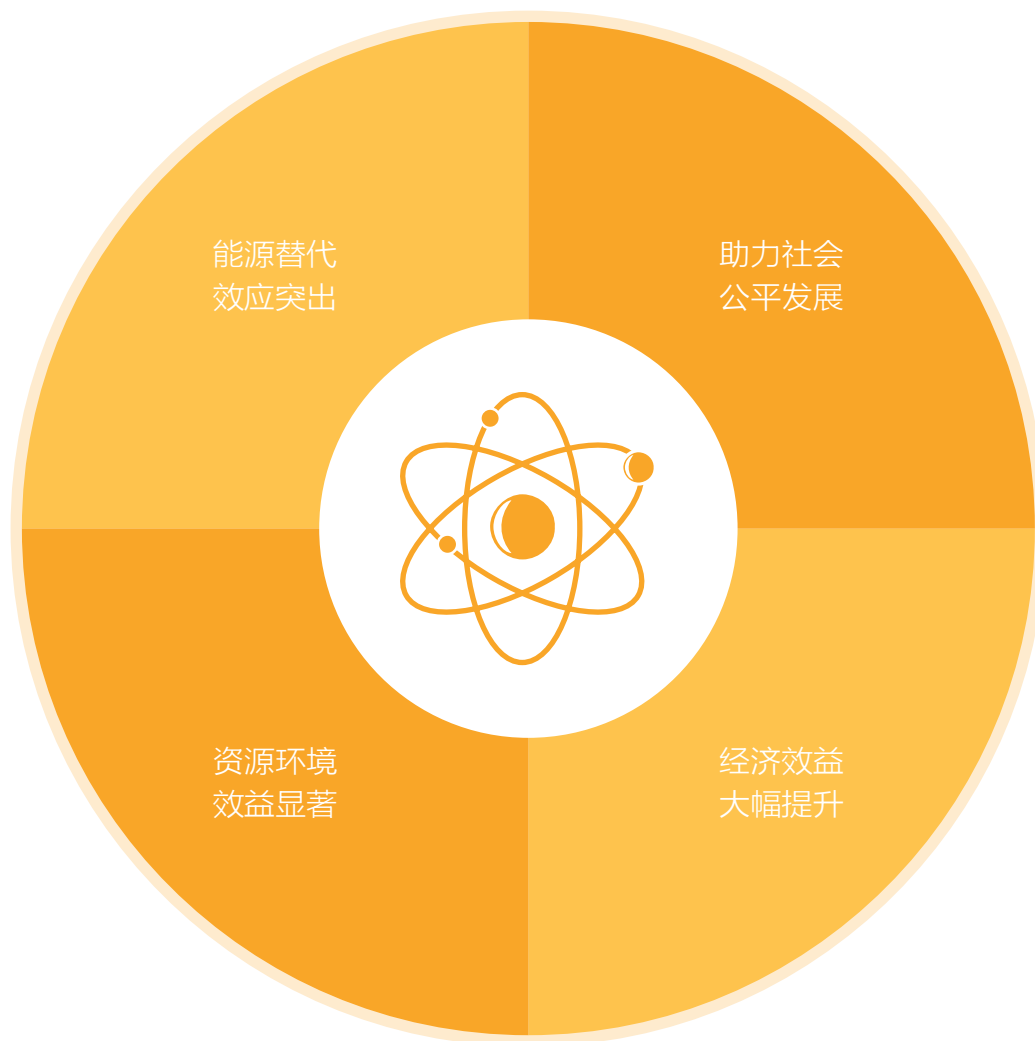 能源替代
效应突出
助力社会
公平发展
资源环境
效益显著
经济效益
大幅提升